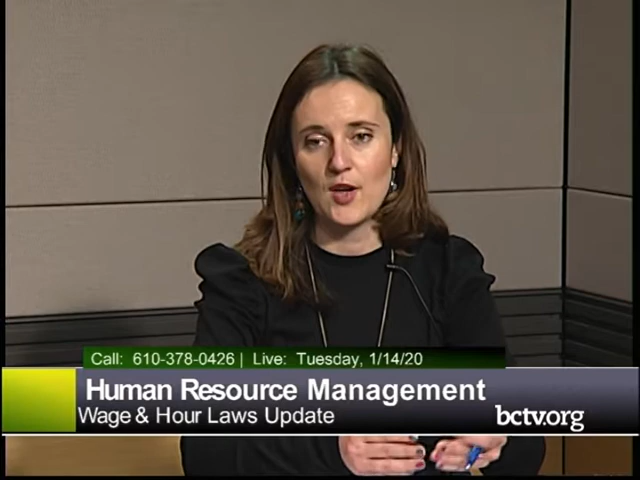 Call: 610-378-0426 | Live: Tuesday, 1/14/20
Human Resource Management
Wage & Hour Laws Update
bctv.org